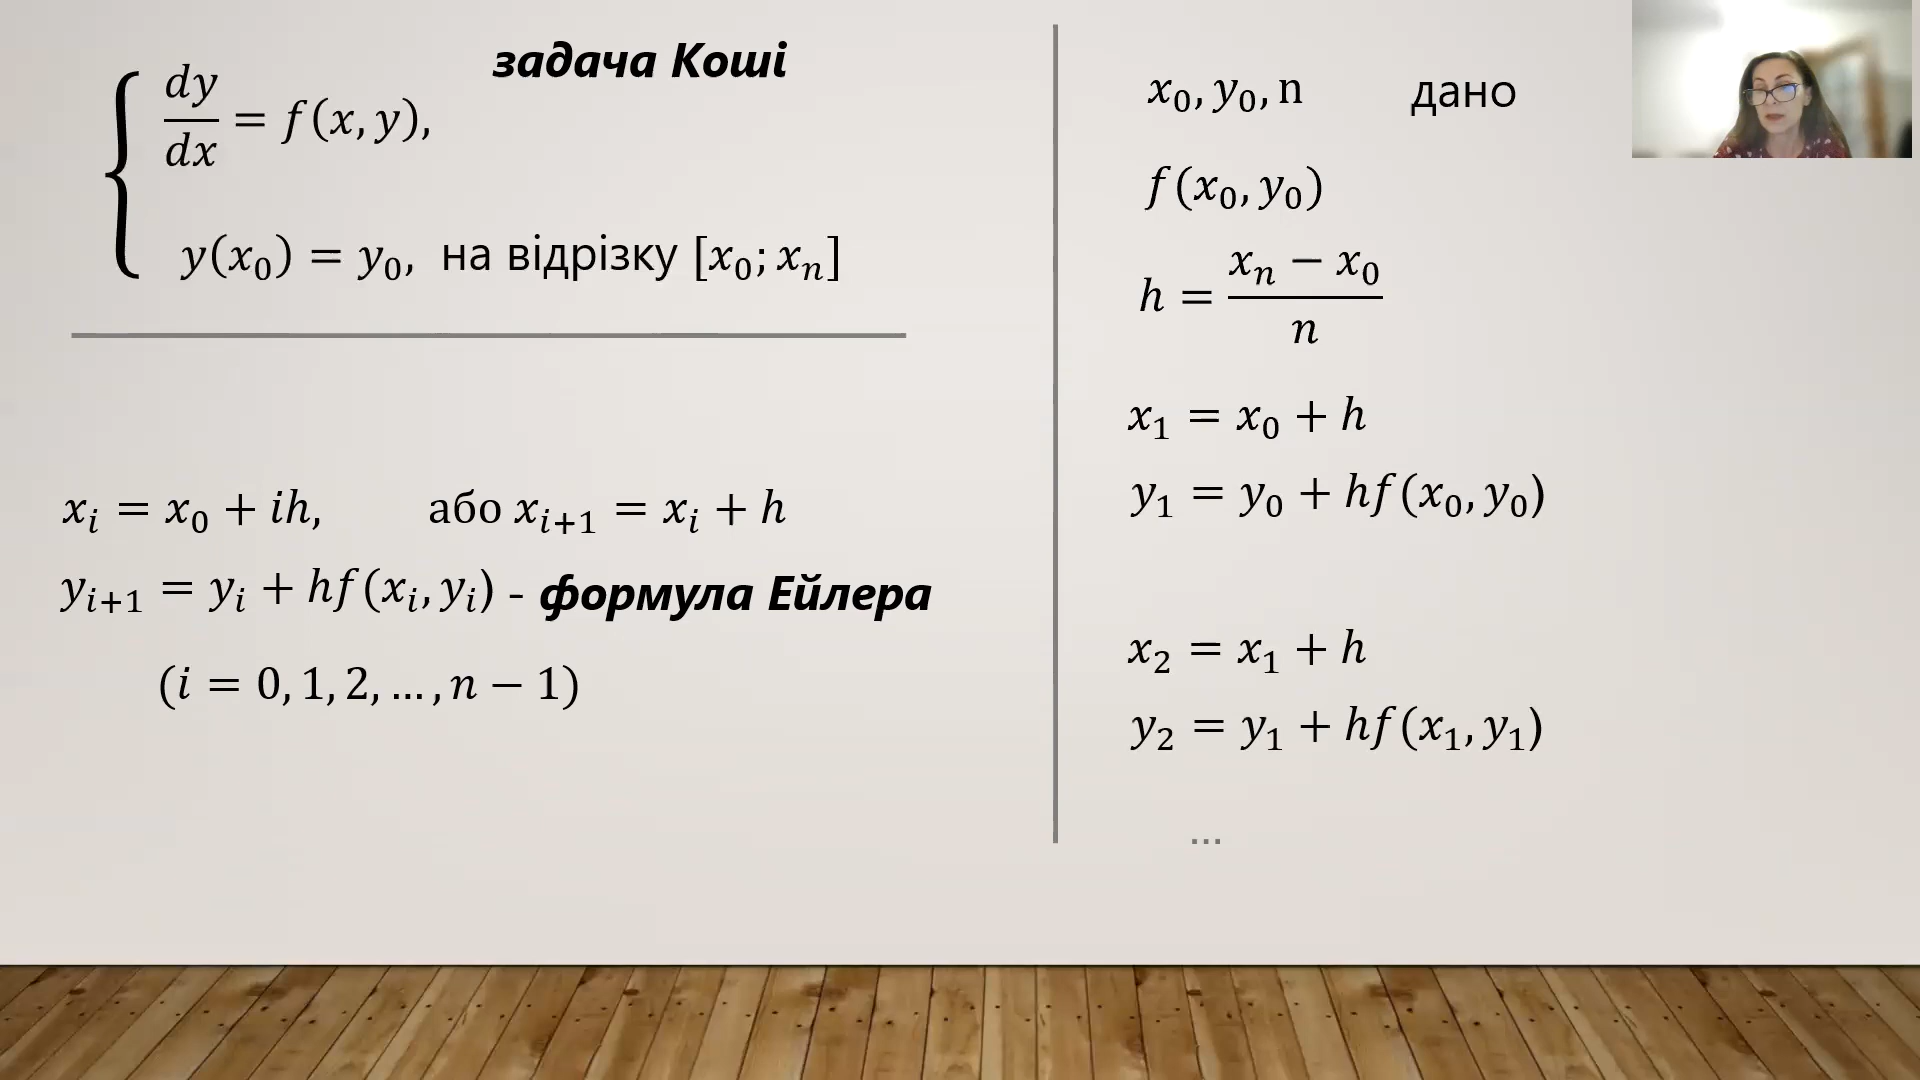 задача Коші
dy/dx = f(x, y),
y(x₀) = y₀, на відрізку [x₀; xₙ]
xᵢ = x₀ + ih, або xᵢ₊₁ = xᵢ + h
yᵢ₊₁ = yᵢ + hf(xᵢ, yᵢ) - формула Ейлера
(i = 0, 1, 2, … , n − 1)
x₀, y₀, n дано
f(x₀, y₀)
h = (xₙ − x₀)/n
x₁ = x₀ + h
y₁ = y₀ + hf(x₀, y₀)
x₂ = x₁ + h
y₂ = y₁ + hf(x₁, y₁)
…